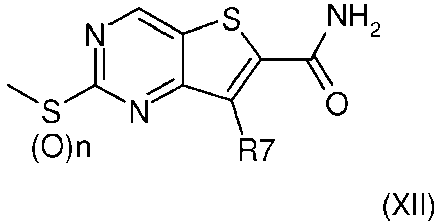 S NH2
N
S N O
(O)n R7
(XII)